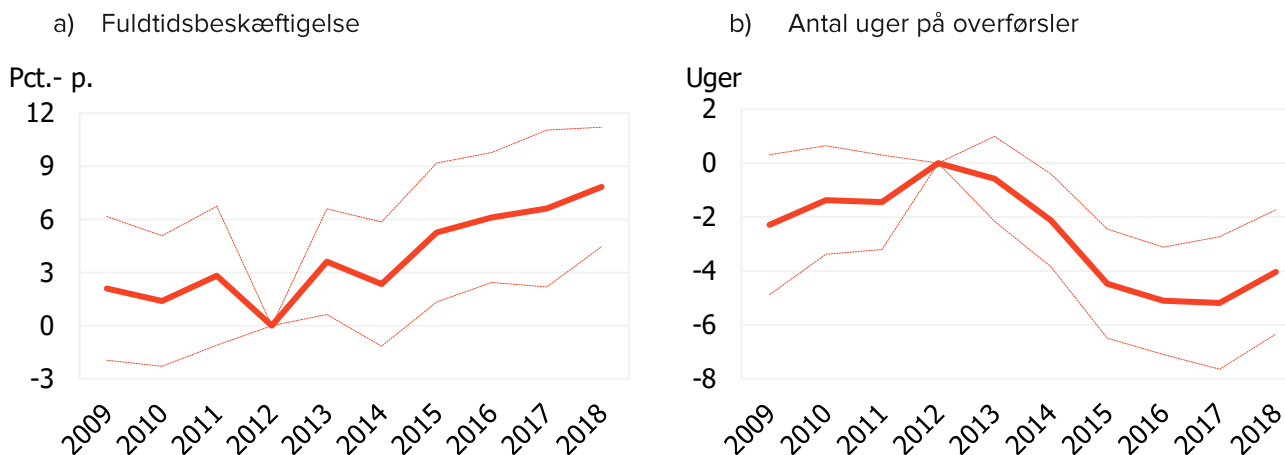 a) Fuldtidsbeskæftigelse
Pct.- p.
12
9
6
3
0
-3
2009 2010 2011 2012 2013 2014 2015 2016 2017 2018
b) Antal uger på overførsler
Uger
2
0
-2
-4
-6
-8
2009 2010 2011 2012 2013 2014 2015 2016 2017 2018